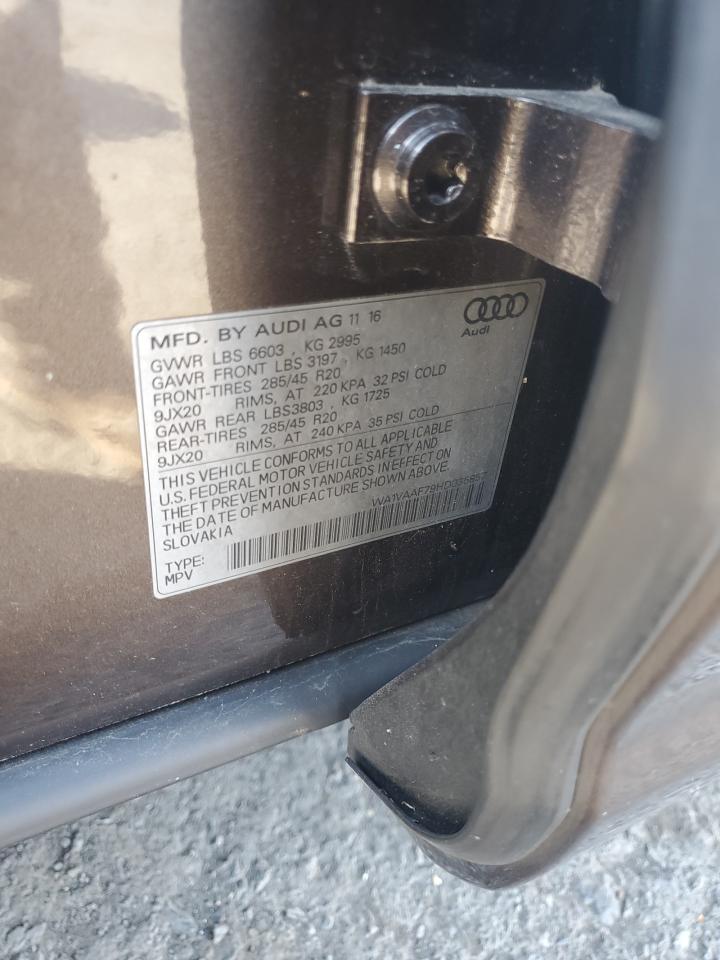 MFD. BY AUDI AG 11 16
Audi
GVWR LBS 6603 , KG 2995
GAWR FRONT LBS 3197 , KG 1450
FRONT-TIRES 285/45 R20
9JX20 RIMS, AT 220 KPA 32 PSI COLD
GAWR REAR LBS3803 , KG 1725
REAR-TIRES 285/45 R20
9JX20 RIMS, AT 240 KPA 35 PSI COLD
THIS VEHICLE CONFORMS TO ALL APPLICABLE
U.S. FEDERAL MOTOR VEHICLE SAFETY AND
THEFT PREVENTION STANDARDS IN EFFECT ON
THE DATE OF MANUFACTURE SHOWN ABOVE.
SLOVAKIA
TYPE:
MPV